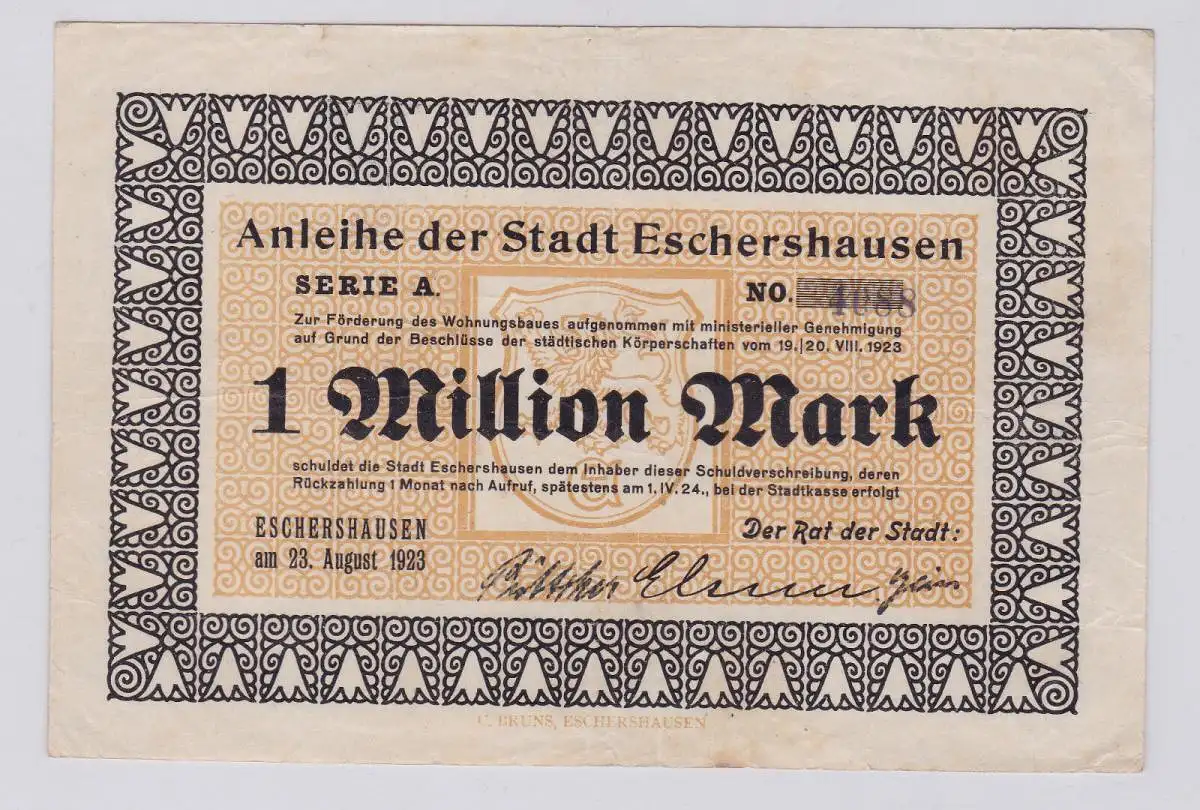 Anleihe der Stadt Eschershausen
SERIE A. NO. 4088
Zur Förderung des Wohnungsbaues aufgenommen mit ministerieller Genehmigung
auf Grund der Beschlüsse der städtischen Körperschaften vom 19.|20. VIII. 1923
1 Million Mark
schuldet die Stadt Eschershausen dem Inhaber dieser Schuldverschreibung, deren
Rückzahlung 1 Monat nach Aufruf, spätestens am 1. IV. 24., bei der Stadtkasse erfolgt
ESCHERSHAUSEN
am 23. August 1923
Der Rat der Stadt:
Böttcher
C. BRUNS, ESCHERSHAUSEN